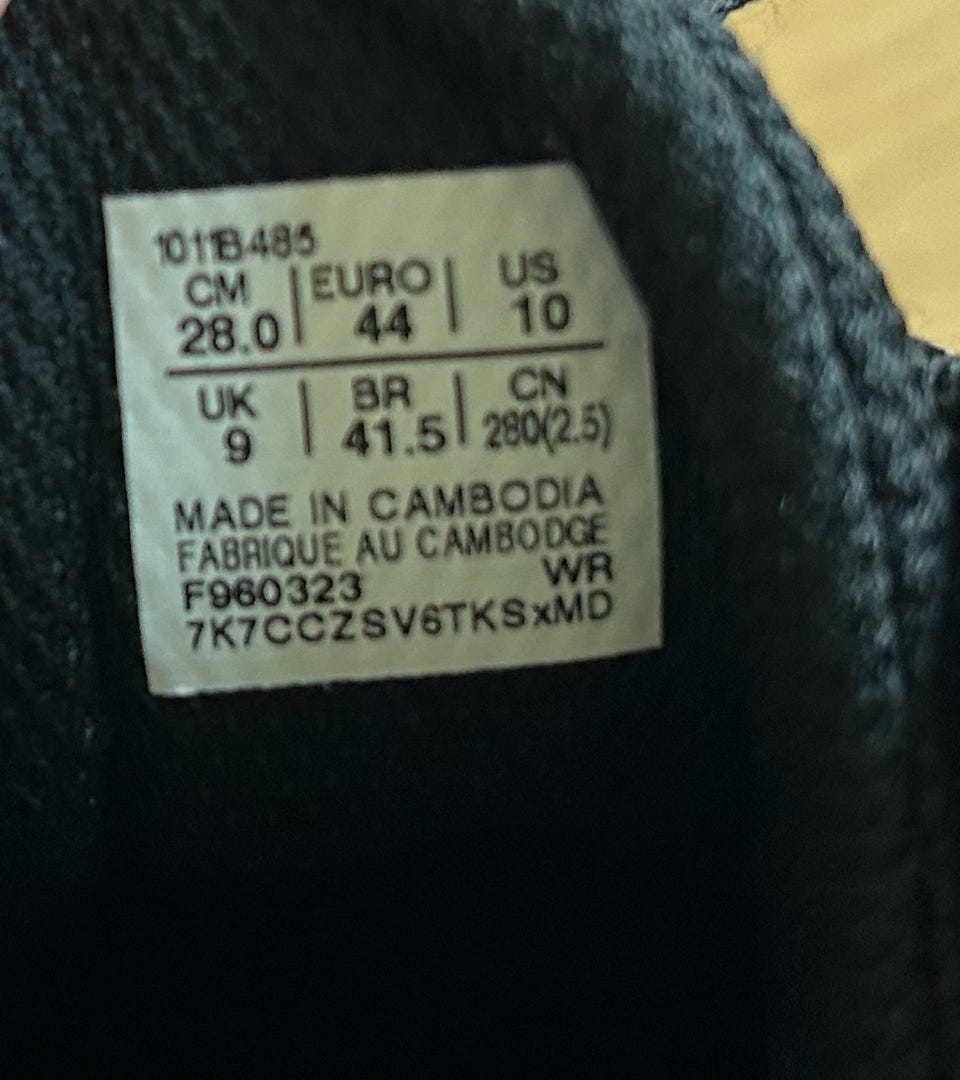 1011B485
CM | EURO | US
28.0 | 44 | 10
UK | BR | CN
9 | 41.5 | 280(2.5)
MADE IN CAMBODIA
FABRIQUE AU CAMBODGE
F960323 WR
7K7CCZSV6TKSxMD